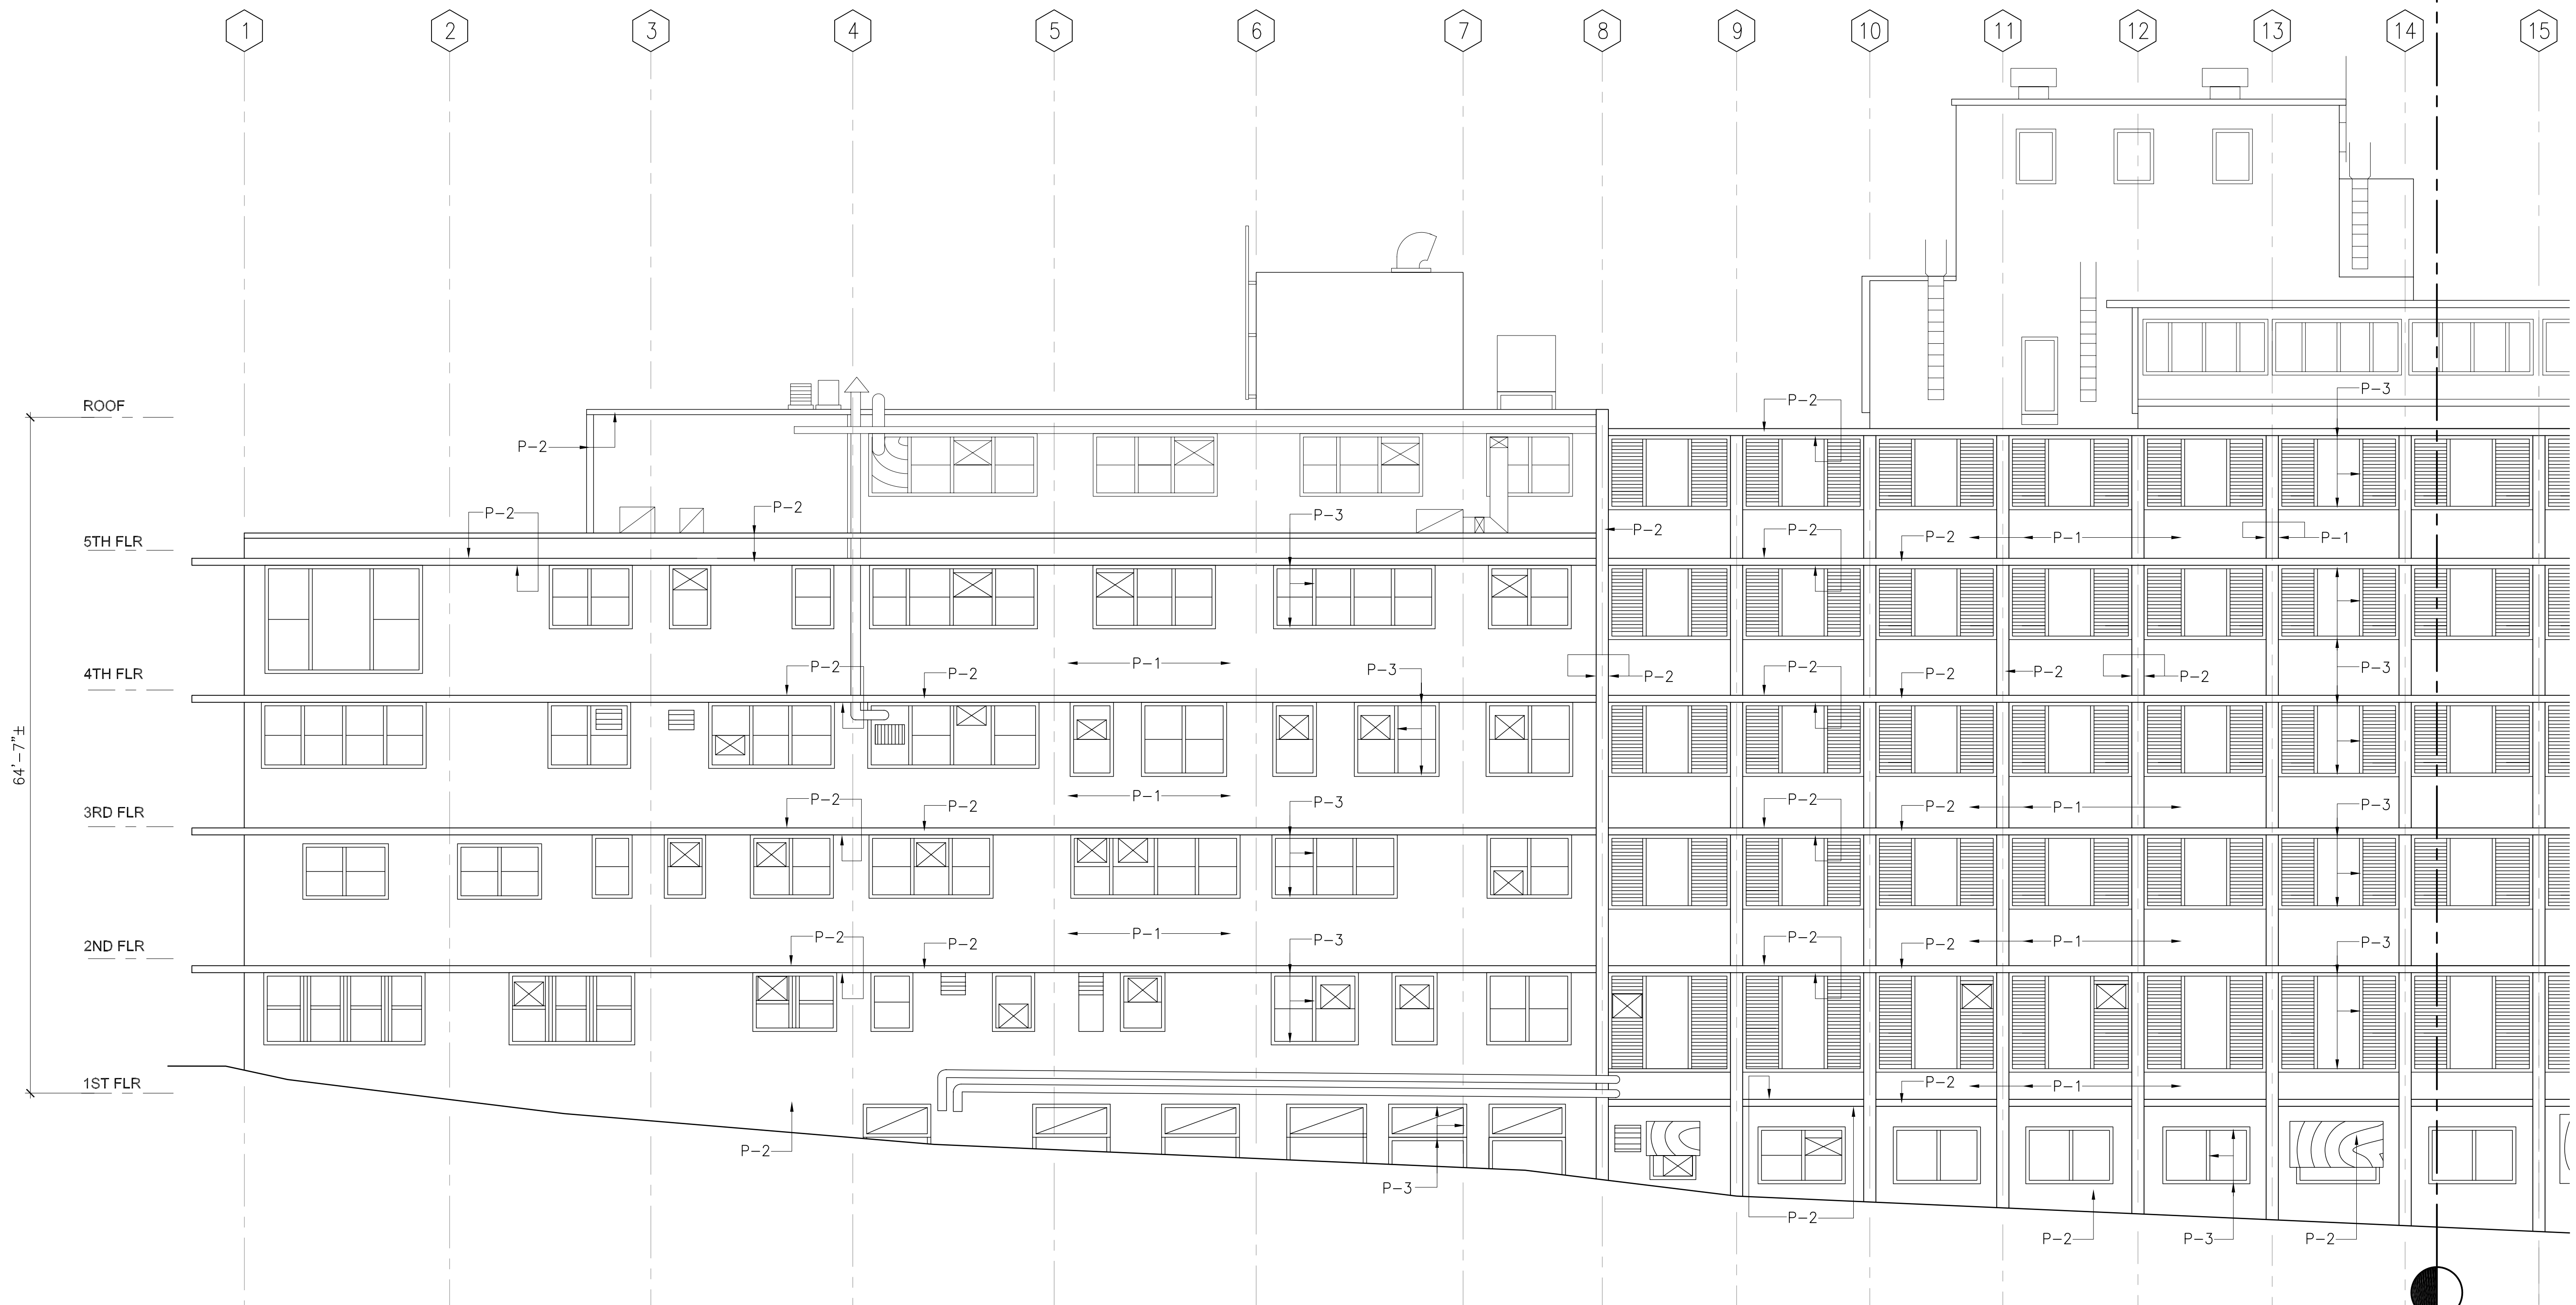 1 2 3 4 5 6 7 8 9 10 11 12 13 14 15
P-3
P-2
ROOF
P-2
P-2 P-2 P-3 P-2 P-2 P-2 P-1 P-1
5TH FLR
P-1 P-3
P-2 P-2 P-3 P-2 P-2 P-2 P-2 P-2
4TH FLR
64'-7"±
P-1 P-3 P-2 P-2 P-2 P-2 P-1 P-3
3RD FLR
P-1 P-3 P-2 P-2 P-2 P-2 P-1 P-3
2ND FLR
1ST FLR
P-2 P-1
P-2
P-3
P-2
P-2 P-3 P-2